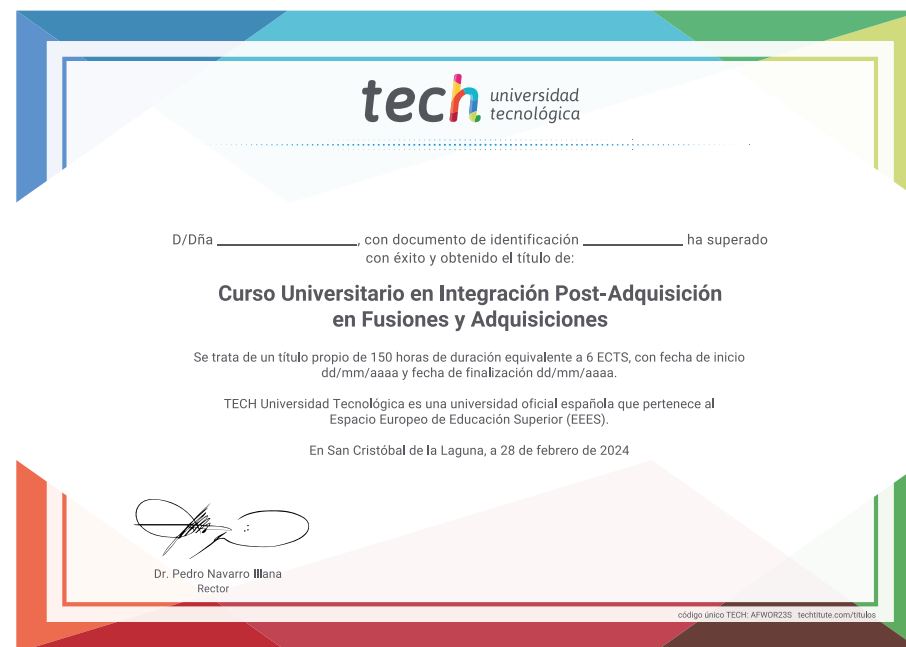 tech universidad
tecnológica
D/Dña ____________, con documento de identificación ____________ ha superado
con éxito y obtenido el título de:
Curso Universitario en Integración Post-Adquisición
en Fusiones y Adquisiciones
Se trata de un título propio de 150 horas de duración equivalente a 6 ECTS, con fecha de inicio
dd/mm/aaaa y fecha de finalización dd/mm/aaaa.
TECH Universidad Tecnológica es una universidad oficial española que pertenece al
Espacio Europeo de Educación Superior (EEES).
En San Cristóbal de la Laguna, a 28 de febrero de 2024
Dr. Pedro Navarro Illana
Rector
código único TECH: AFWOR23S techtitute.com/titulos